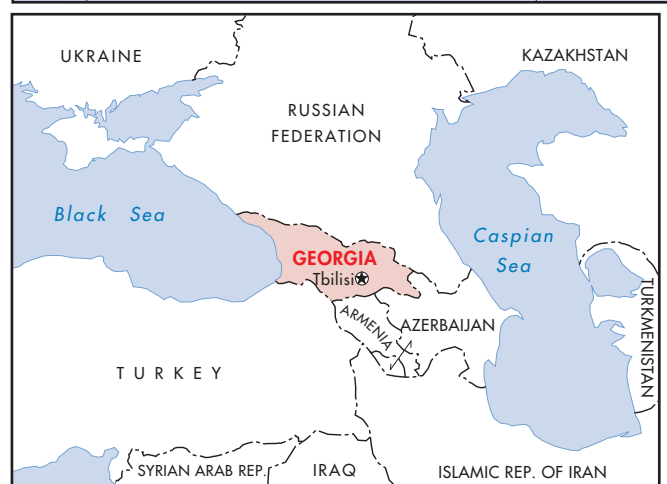 UKRAINE
KAZAKHSTAN
RUSSIAN
FEDERATION
Black Sea
Caspian
Sea
GEORGIA
Tbilisi
TURKMENISTAN
ARMENIA
AZERBAIJAN
TURKEY
SYRIAN ARAB REP.
IRAQ
ISLAMIC REP. OF IRAN